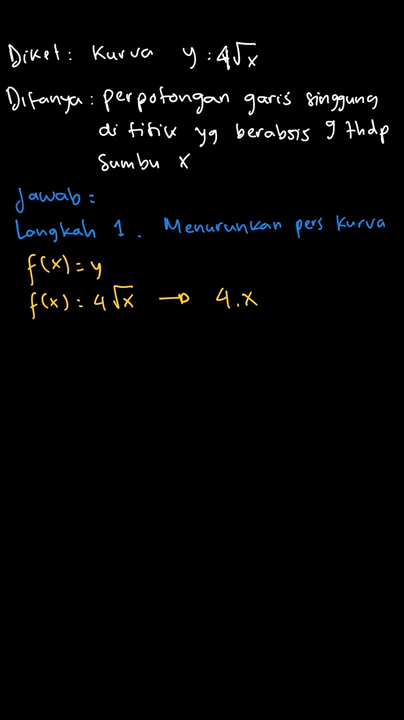 Diket: Kurva y : 4√x
Ditanya : perpotongan garis singgung
di titik yg berabsis 9 thdp
sumbu x
Jawab:
Langkah 1. Menurunkan pers kurva
f(x) = y
f(x) = 4√x → 4.x